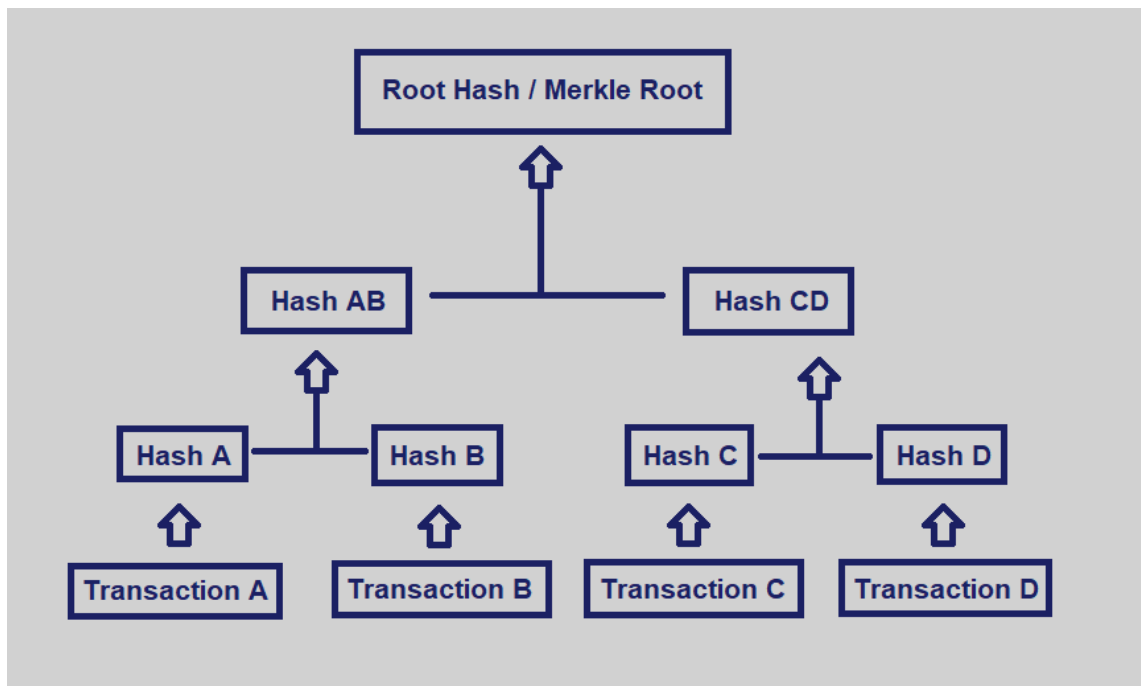 Root Hash / Merkle Root
Hash AB
Hash CD
Hash A
Hash B
Hash C
Hash D
Transaction A
Transaction B
Transaction C
Transaction D